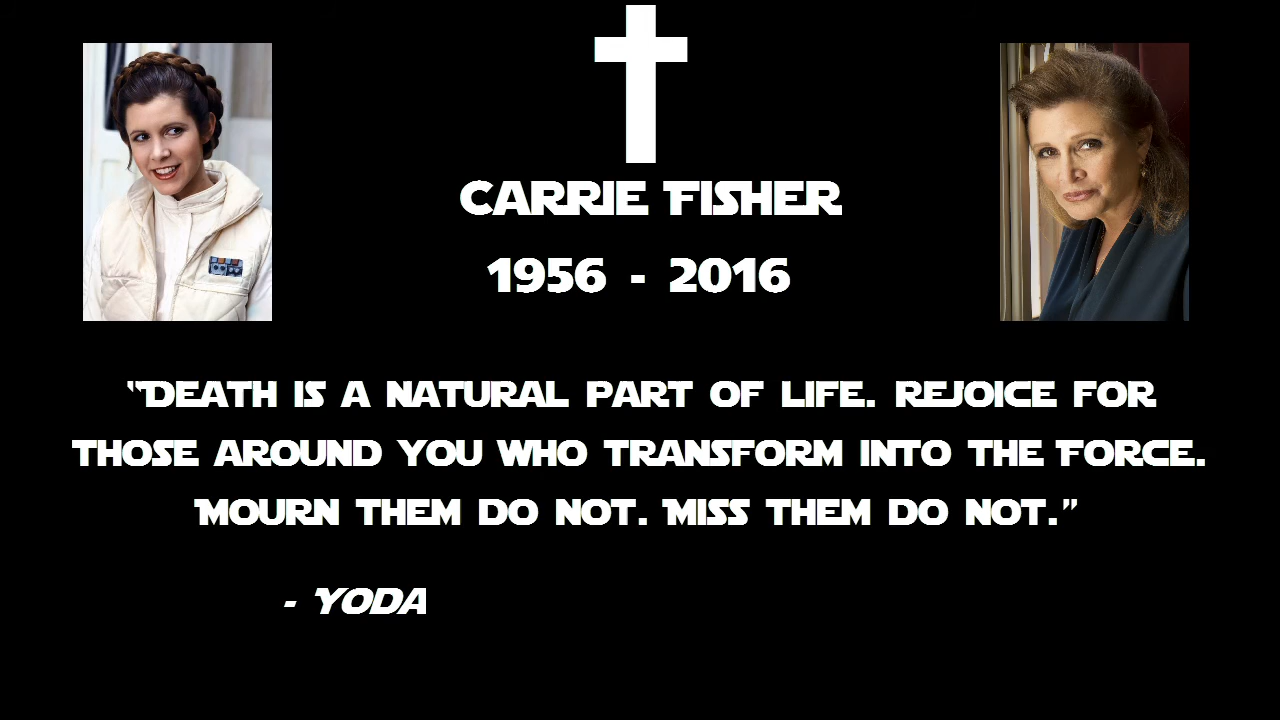 Carrie Fisher
1956 - 2016
“Death is a natural part of life. Rejoice for
those around you who transform into the Force.
Mourn them do not. Miss them do not.”
- Yoda